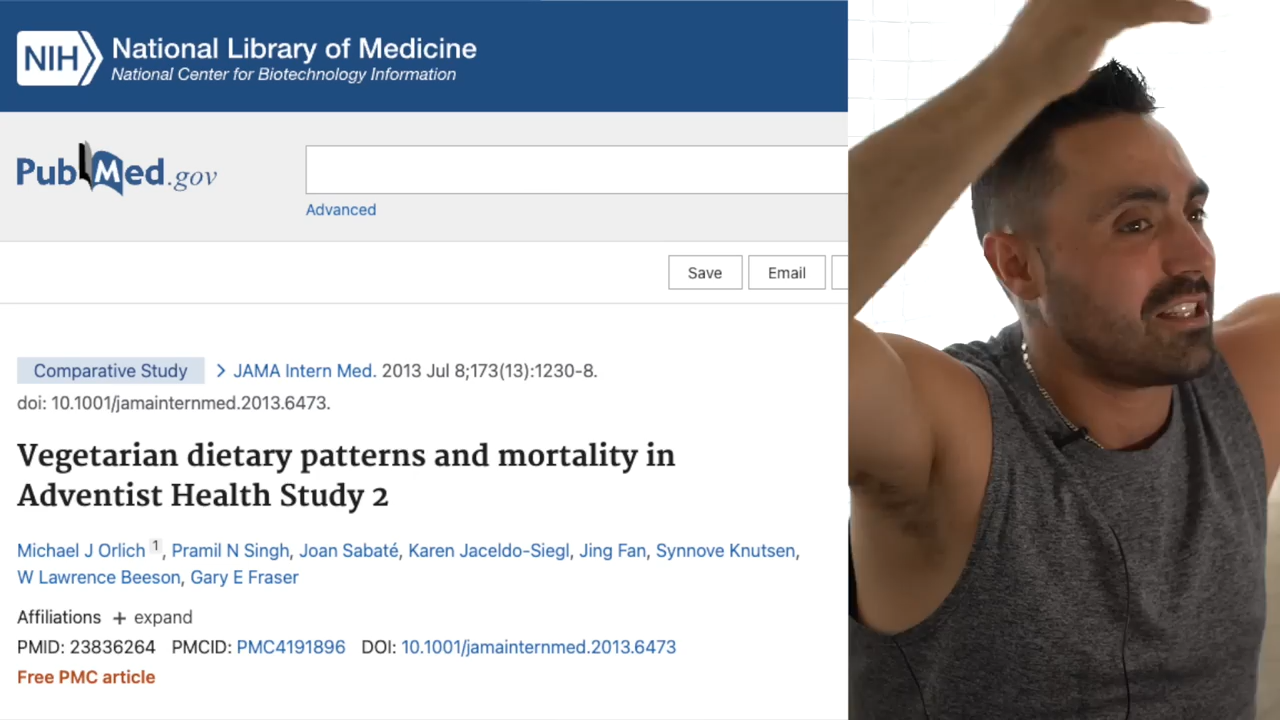 NIH
National Library of Medicine
National Center for Biotechnology Information
PubMed.gov
Advanced
Save
Email
Comparative Study
JAMA Intern Med. 2013 Jul 8;173(13):1230-8.
doi: 10.1001/jamainternmed.2013.6473.
Vegetarian dietary patterns and mortality in
Adventist Health Study 2
Michael J Orlich 1, Pramil N Singh, Joan Sabaté, Karen Jaceldo-Siegl, Jing Fan, Synnove Knutsen,
W Lawrence Beeson, Gary E Fraser
Affiliations + expand
PMID: 23836264 PMCID: PMC4191896 DOI: 10.1001/jamainternmed.2013.6473
Free PMC article